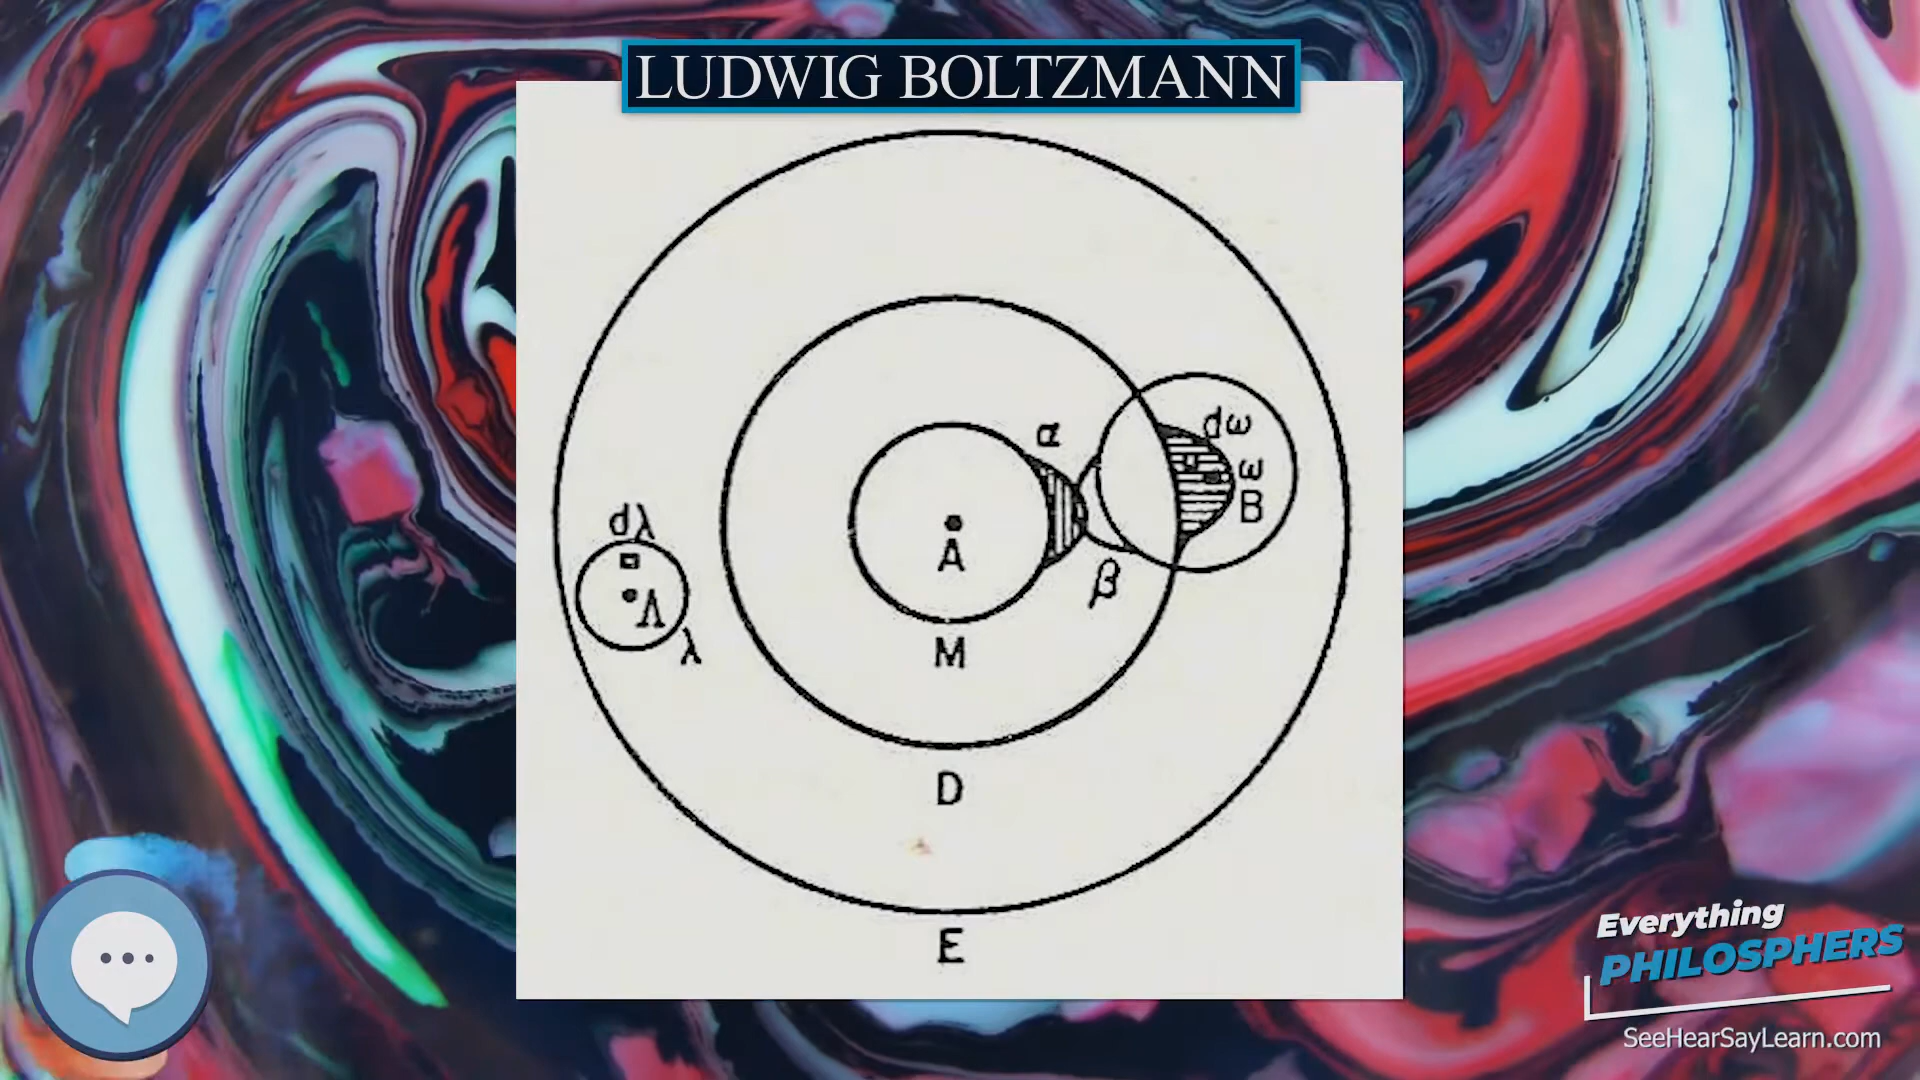 LUDWIG BOLTZMANN
α
dω
ω
B
dλ
A
Λ
β
λ
M
D
E
Everything
PHILOSPHERS
SeeHearSayLearn.com